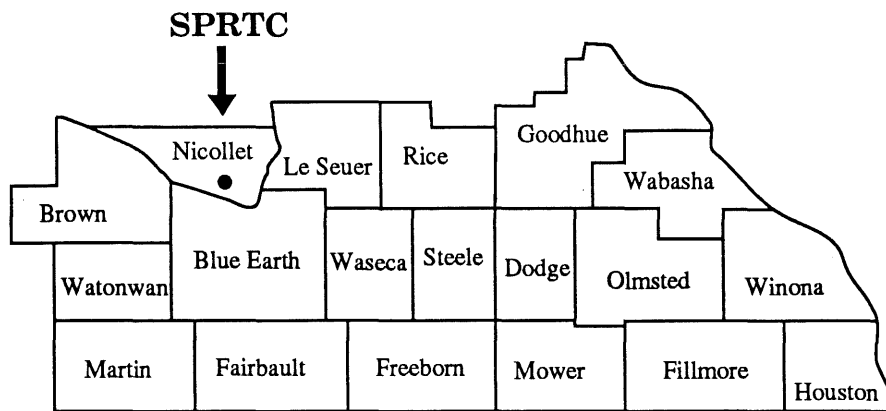 SPRTC
Goodhue
Nicollet
Le Seuer
Rice
Wabasha
Brown
Blue Earth
Waseca
Steele
Dodge
Olmsted
Winona
Watonwan
Martin
Fairbault
Freeborn
Mower
Fillmore
Houston